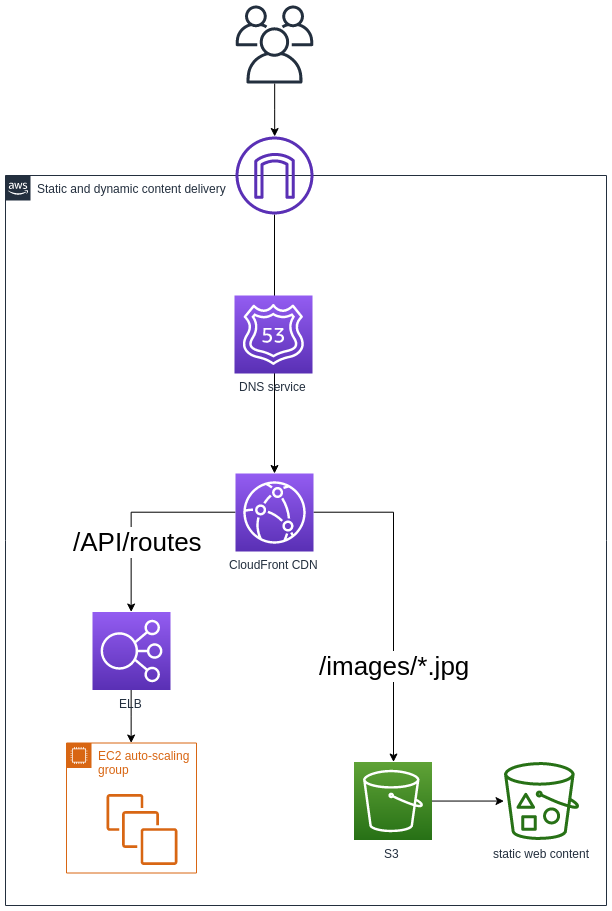 aws
Static and dynamic content delivery
53
DNS service
CloudFront CDN
/API/routes
/images/*.jpg
ELB
EC2 auto-scaling
group
S3
static web content